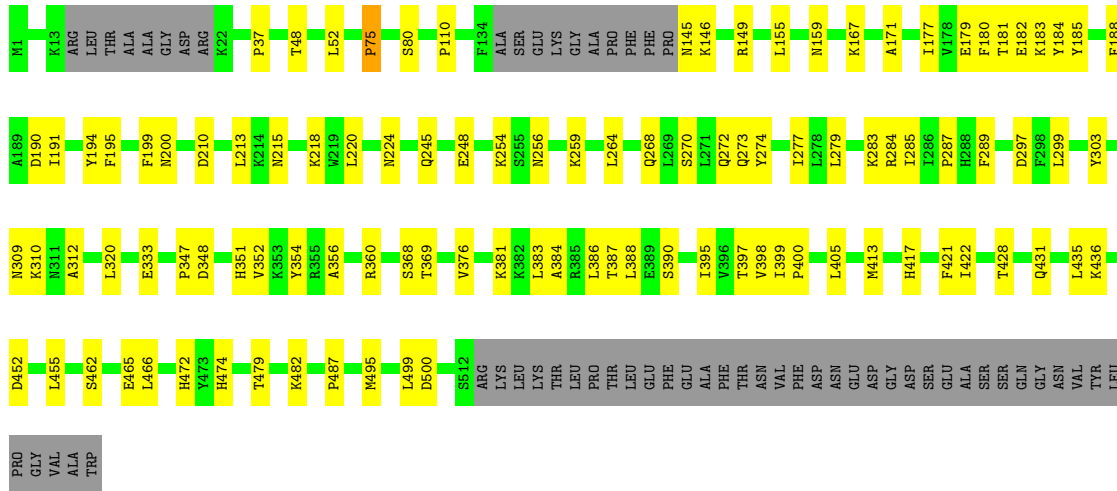 M1 K13 ARG LEU THR ALA ALA GLY ASP ARG K22 P37 T48 L52 P75 S80 P110 F134 ALA SER GLU LYS GLY ALA PRO PHE PHE PRO N145 K146 R149 L155 N159 K167 A171 I177 V178 E179 F180 T181 E182 K183 Y184 Y185 E188
A189 D190 I191 Y194 F195 F199 N200 D210 L213 K214 N215 K218 W219 L220 N224 Q245 E248 K254 S255 N256 K259 L264 Q268 L269 S270 L271 Q272 Q273 Y274 I277 L278 L279 K283 R284 I285 I286 P287 H288 F289 D297 F298 L299 Y303
N309 K310 N311 A312 L320 E333 P347 D348 H351 V352 K353 Y354 R355 A356 R360 S368 T369 V376 K381 K382 L383 A384 R385 L386 T387 L388 E389 S390 I395 V396 T397 V398 I399 P400 L405 M413 H417 F421 I422 T428 Q431 L435 K436
D452 L455 S462 E465 L466 H472 Y473 H474 T479 K482 P487 M495 L499 D500 S512 ARG LYS LEU LYS THR LEU PRO THR LEU GLU PHE GLU ALA PHE THR ASN VAL PHE ASP ASN GLU ASP GLY ASP SER GLU ALA SER SER GLN GLY ASN VAL TYR LEU
PRO GLY VAL ALA TRP